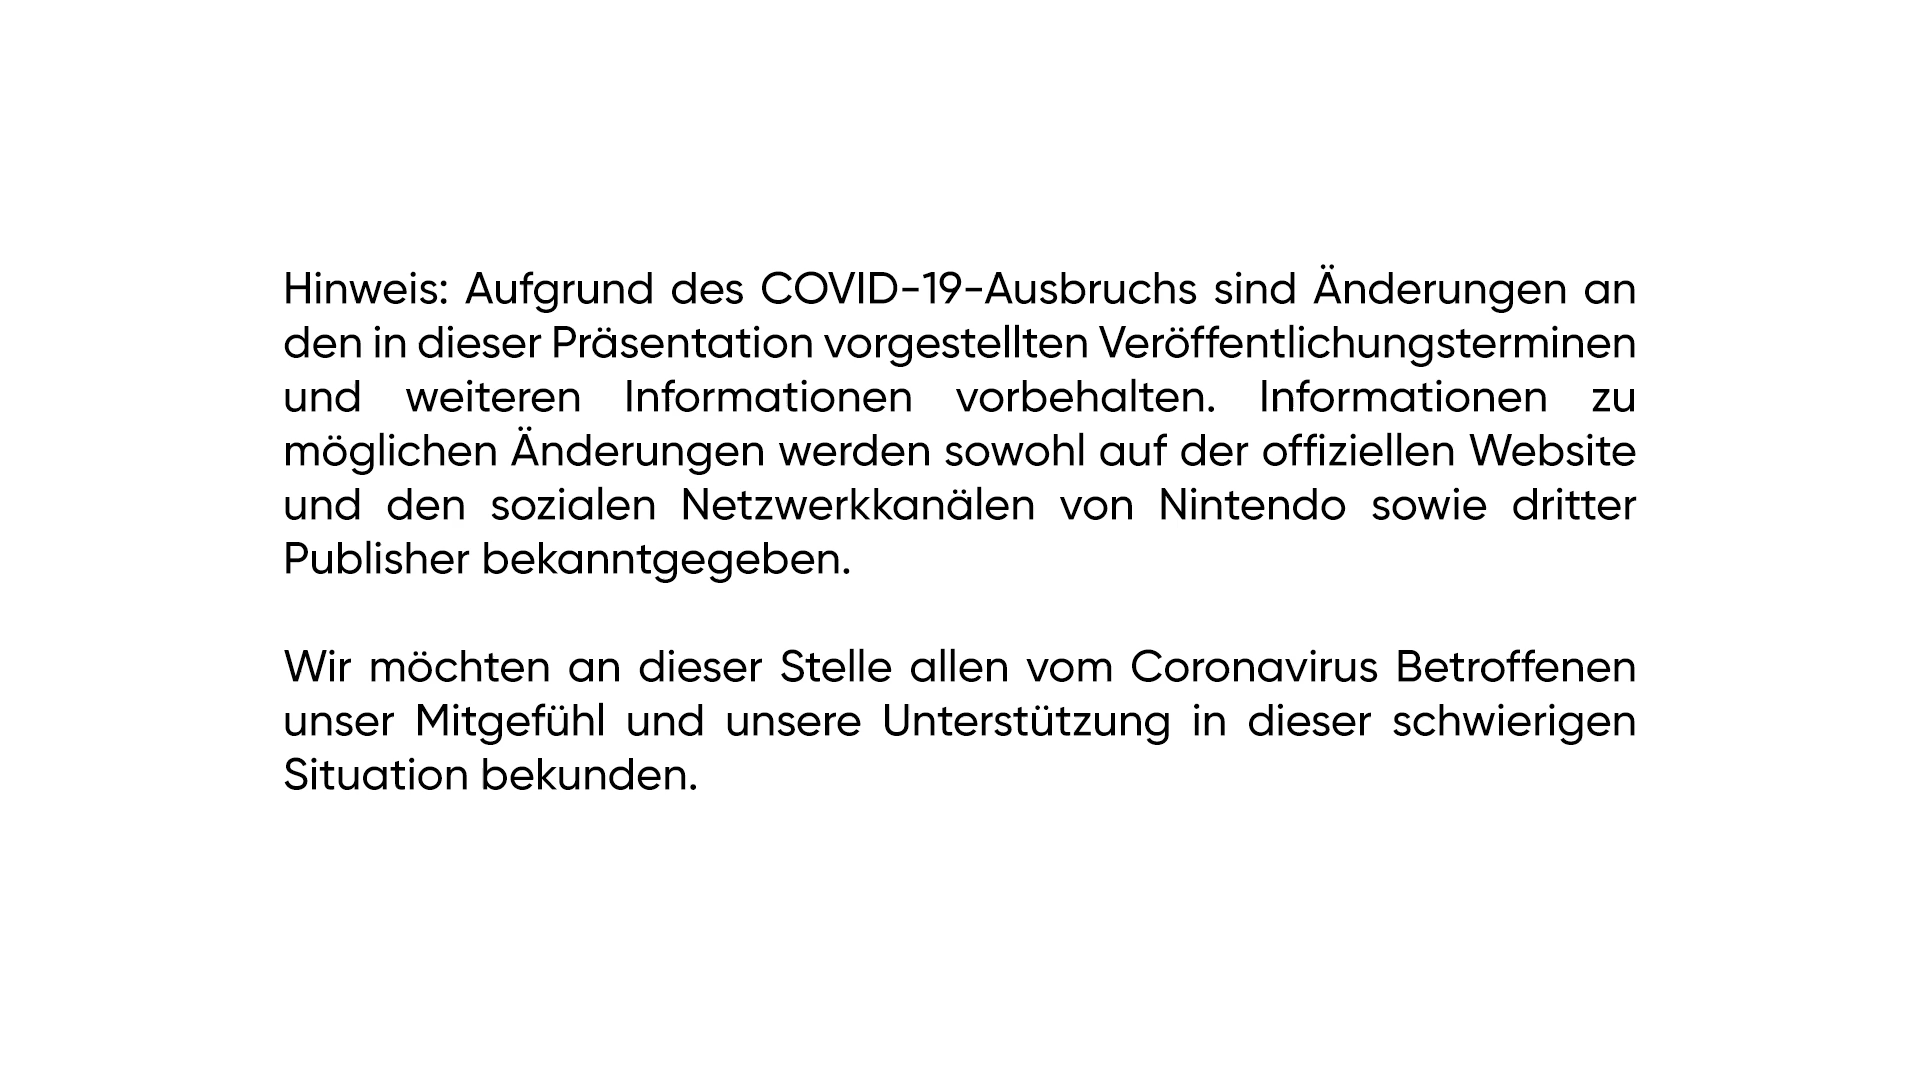 Hinweis: Aufgrund des COVID-19-Ausbruchs sind Änderungen an
den in dieser Präsentation vorgestellten Veröffentlichungsterminen
und weiteren Informationen vorbehalten. Informationen zu
möglichen Änderungen werden sowohl auf der offiziellen Website
und den sozialen Netzwerkkanälen von Nintendo sowie dritter
Publisher bekanntgegeben.
Wir möchten an dieser Stelle allen vom Coronavirus Betroffenen
unser Mitgefühl und unsere Unterstützung in dieser schwierigen
Situation bekunden.